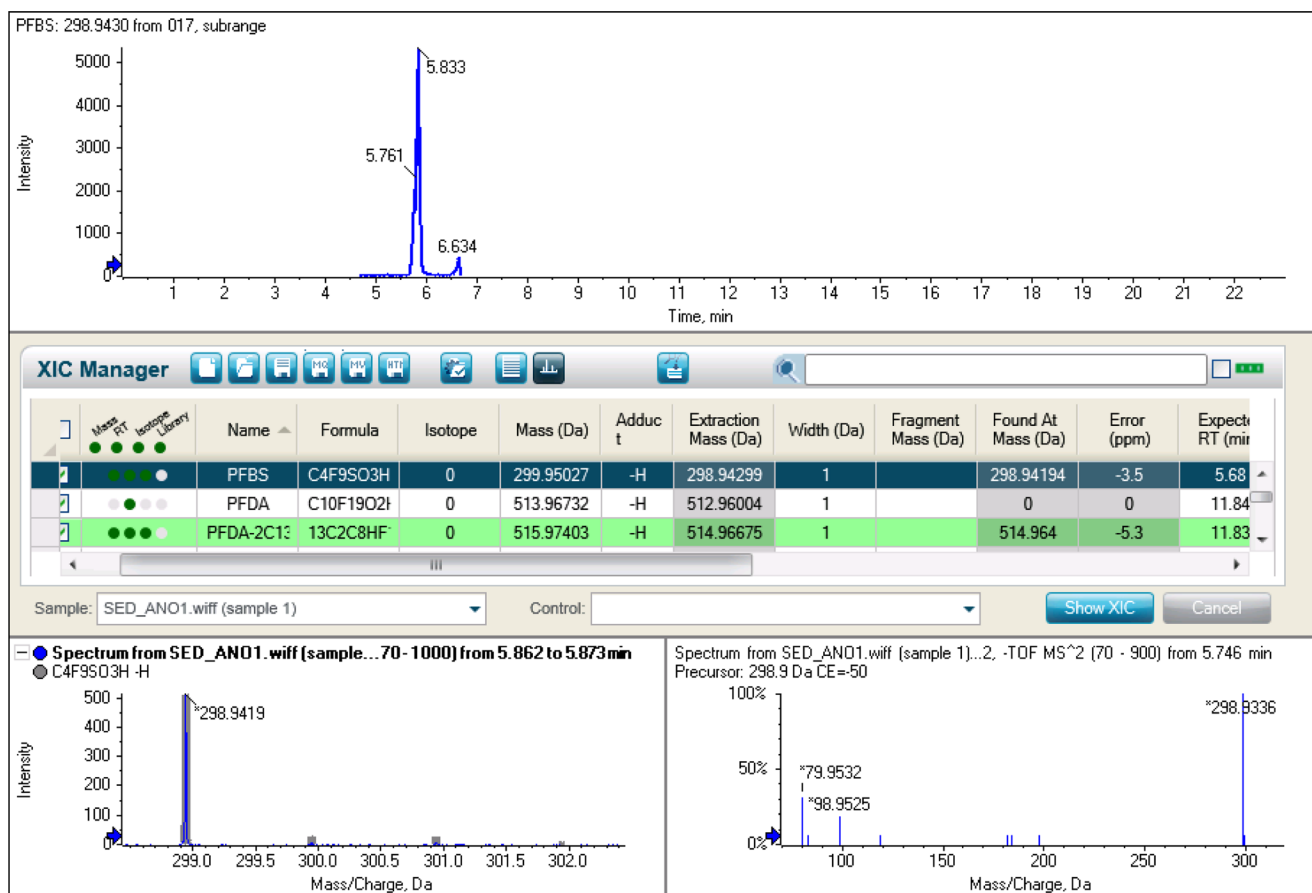 PFBS: 298.9430 from 017, subrange
5000
4000
3000
2000
1000
0
Intensity
5.833
5.761
6.634
1 2 3 4 5 6 7 8 9 10 11 12 13 14 15 16 17 18 19 20 21 22
Time, min
XIC Manager MQ MV HTM
Mass RT Isotope Library Name Formula Isotope Mass (Da) Adduc t Extraction Mass (Da) Width (Da) Fragment Mass (Da) Found At Mass (Da) Error (ppm) Expecte RT (mir
PFBS C4F9SO3H 0 299.95027 -H 298.94299 1 298.94194 -3.5 5.68
PFDA C10F19O2H 0 513.96732 -H 512.96004 1 0 0 11.84
PFDA-2C13 13C2C8HF 0 515.97403 -H 514.96675 1 514.964 -5.3 11.83
Sample: SED_ANO1.wiff (sample 1) Control: Show XIC Cancel
Spectrum from SED_ANO1.wiff (sample...70 - 1000) from 5.862 to 5.873 min
C4F9SO3H -H
500
400
300
200
100
0
Intensity
*298.9419
299.0 299.5 300.0 300.5 301.0 301.5 302.0
Mass/Charge, Da
Spectrum from SED_ANO1.wiff (sample 1)...2, -TOF MS^2 (70 - 900) from 5.746 min
Precursor: 298.9 Da CE=-50
100%
50%
0%
*298.9336
*79.9532
*98.9525
100 150 200 250 300
Mass/Charge, Da